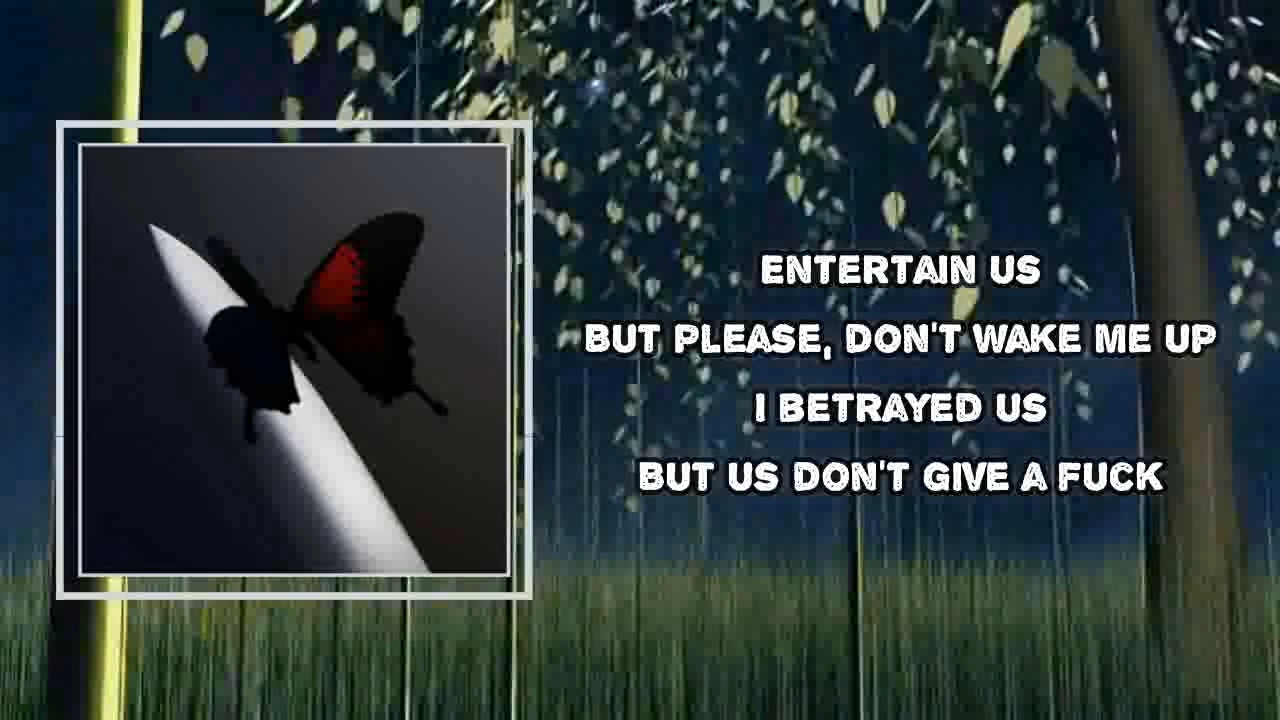 ENTERTAIN US
BUT PLEASE, DON'T WAKE ME UP
I BETRAYED US
BUT US DON'T GIVE A FUCK